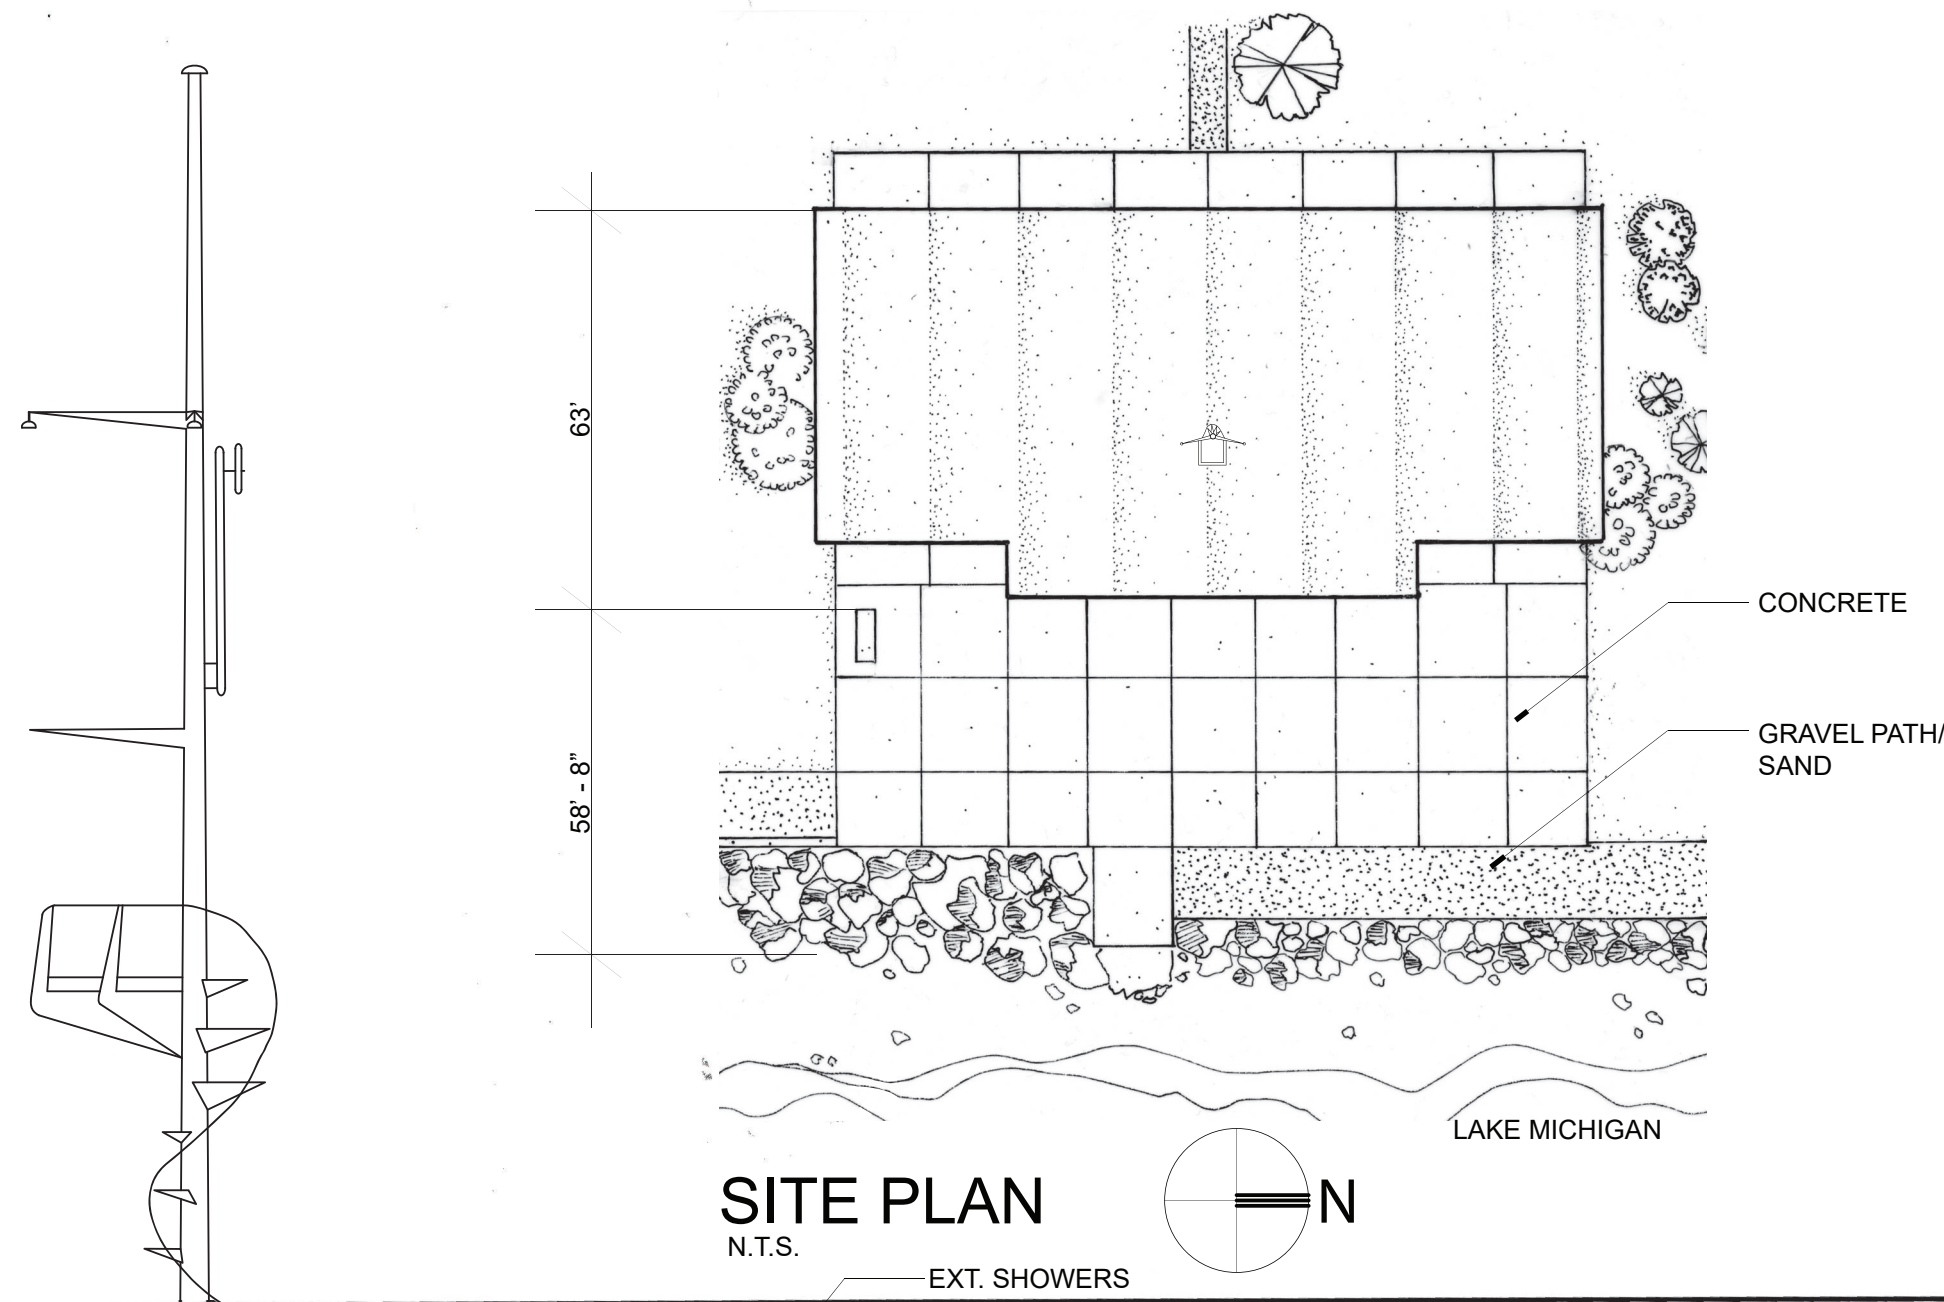 63’
CONCRETE
GRAVEL PATH/
SAND
58’ - 8”
LAKE MICHIGAN
SITE PLAN
N
N.T.S.
EXT. SHOWERS